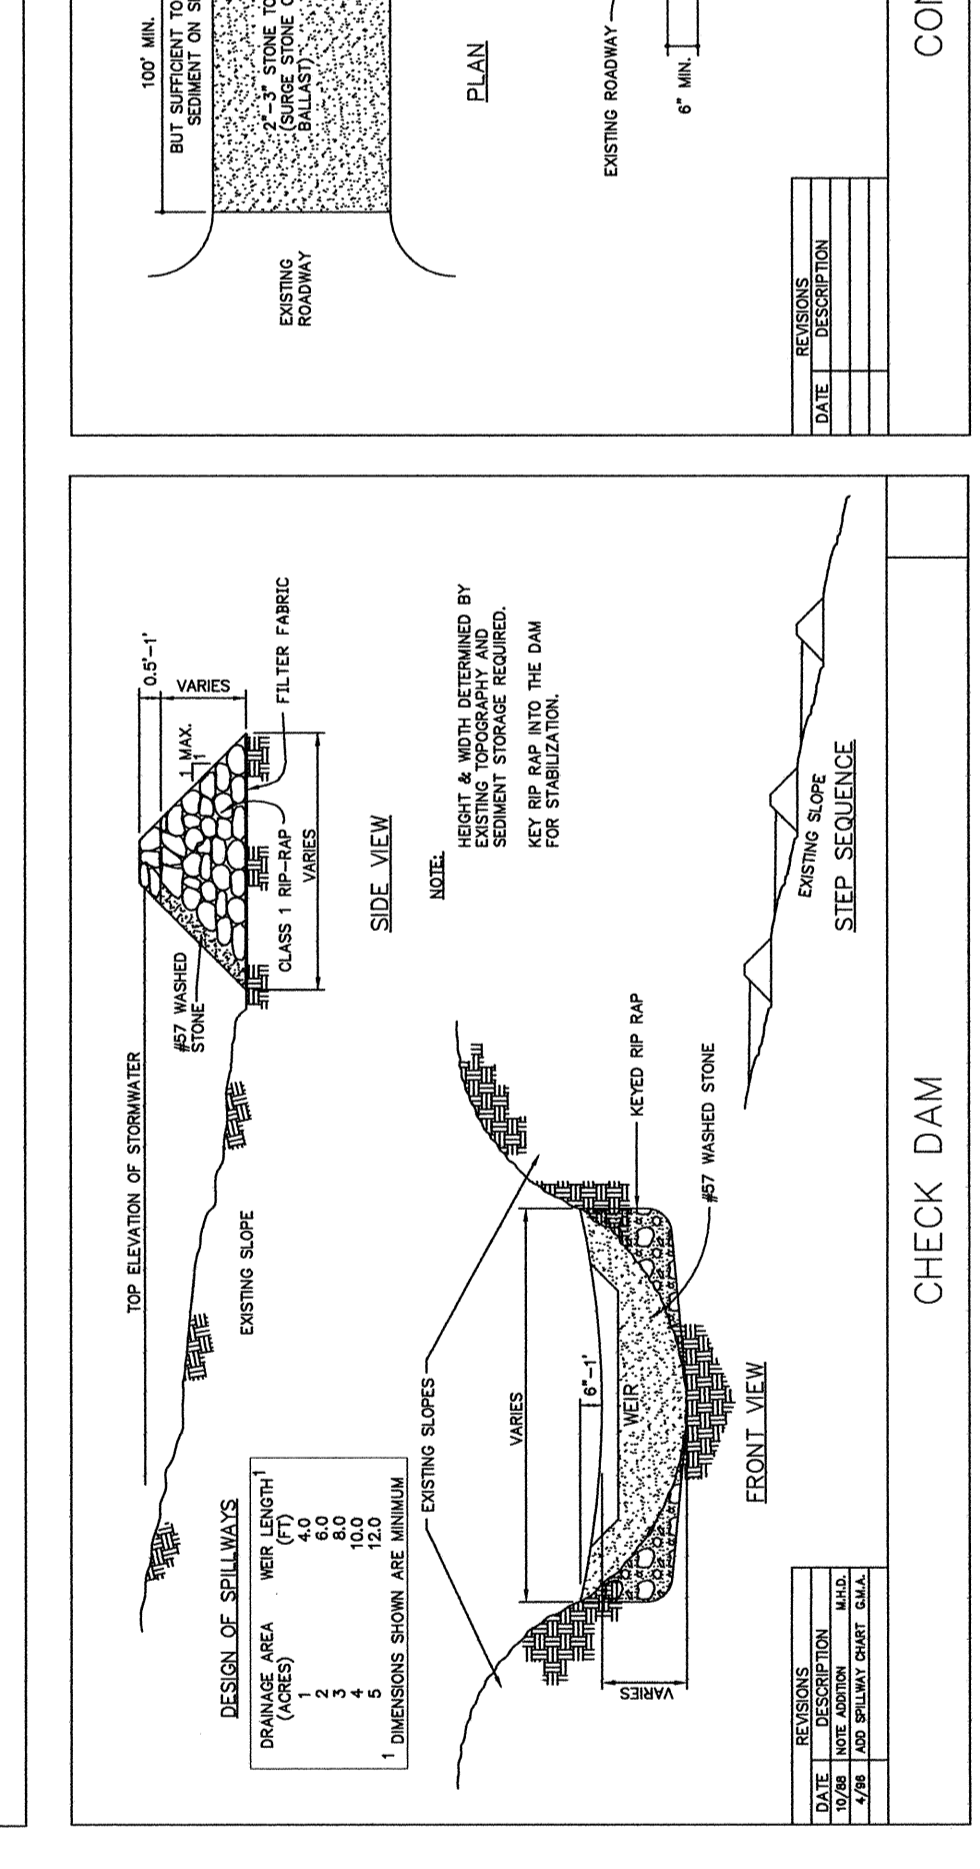 DESIGN OF SPILLWAYS
DRAINAGE AREA WEIR LENGTH1
(ACRES) (FT)
1 4.0
2 6.0
3 8.0
4 10.0
5 12.0
1 DIMENSIONS SHOWN ARE MINIMUM
TOP ELEVATION OF STORMWATER
EXISTING SLOPE
#57 WASHED
STONE
CLASS 1 RIP-RAP
VARIES
FILTER FABRIC
0.5'-1'
VARIES
1 MAX.
1
SIDE VIEW
NOTE:
HEIGHT & WIDTH DETERMINED BY
EXISTING TOPOGRAPHY AND
SEDIMENT STORAGE REQUIRED.
KEY RIP RAP INTO THE DAM
FOR STABILIZATION.
EXISTING SLOPES
VARIES
6"-1'
WEIR
VARIES
KEYED RIP RAP
#57 WASHED STONE
FRONT VIEW
EXISTING SLOPE
STEP SEQUENCE
REVISIONS
DATE DESCRIPTION
10/88 NOTE ADDITION M.H.D.
4/96 ADD SPILLWAY CHART G.M.A.
CHECK DAM
100' MIN.
BUT SUFFICIENT TO
SEDIMENT ON
2"-3" STONE TO
(SURGE STONE
BALLAST)
EXISTING
ROADWAY
PLAN
EXISTING ROADWAY
6" MIN.
REVISIONS
DATE DESCRIPTION